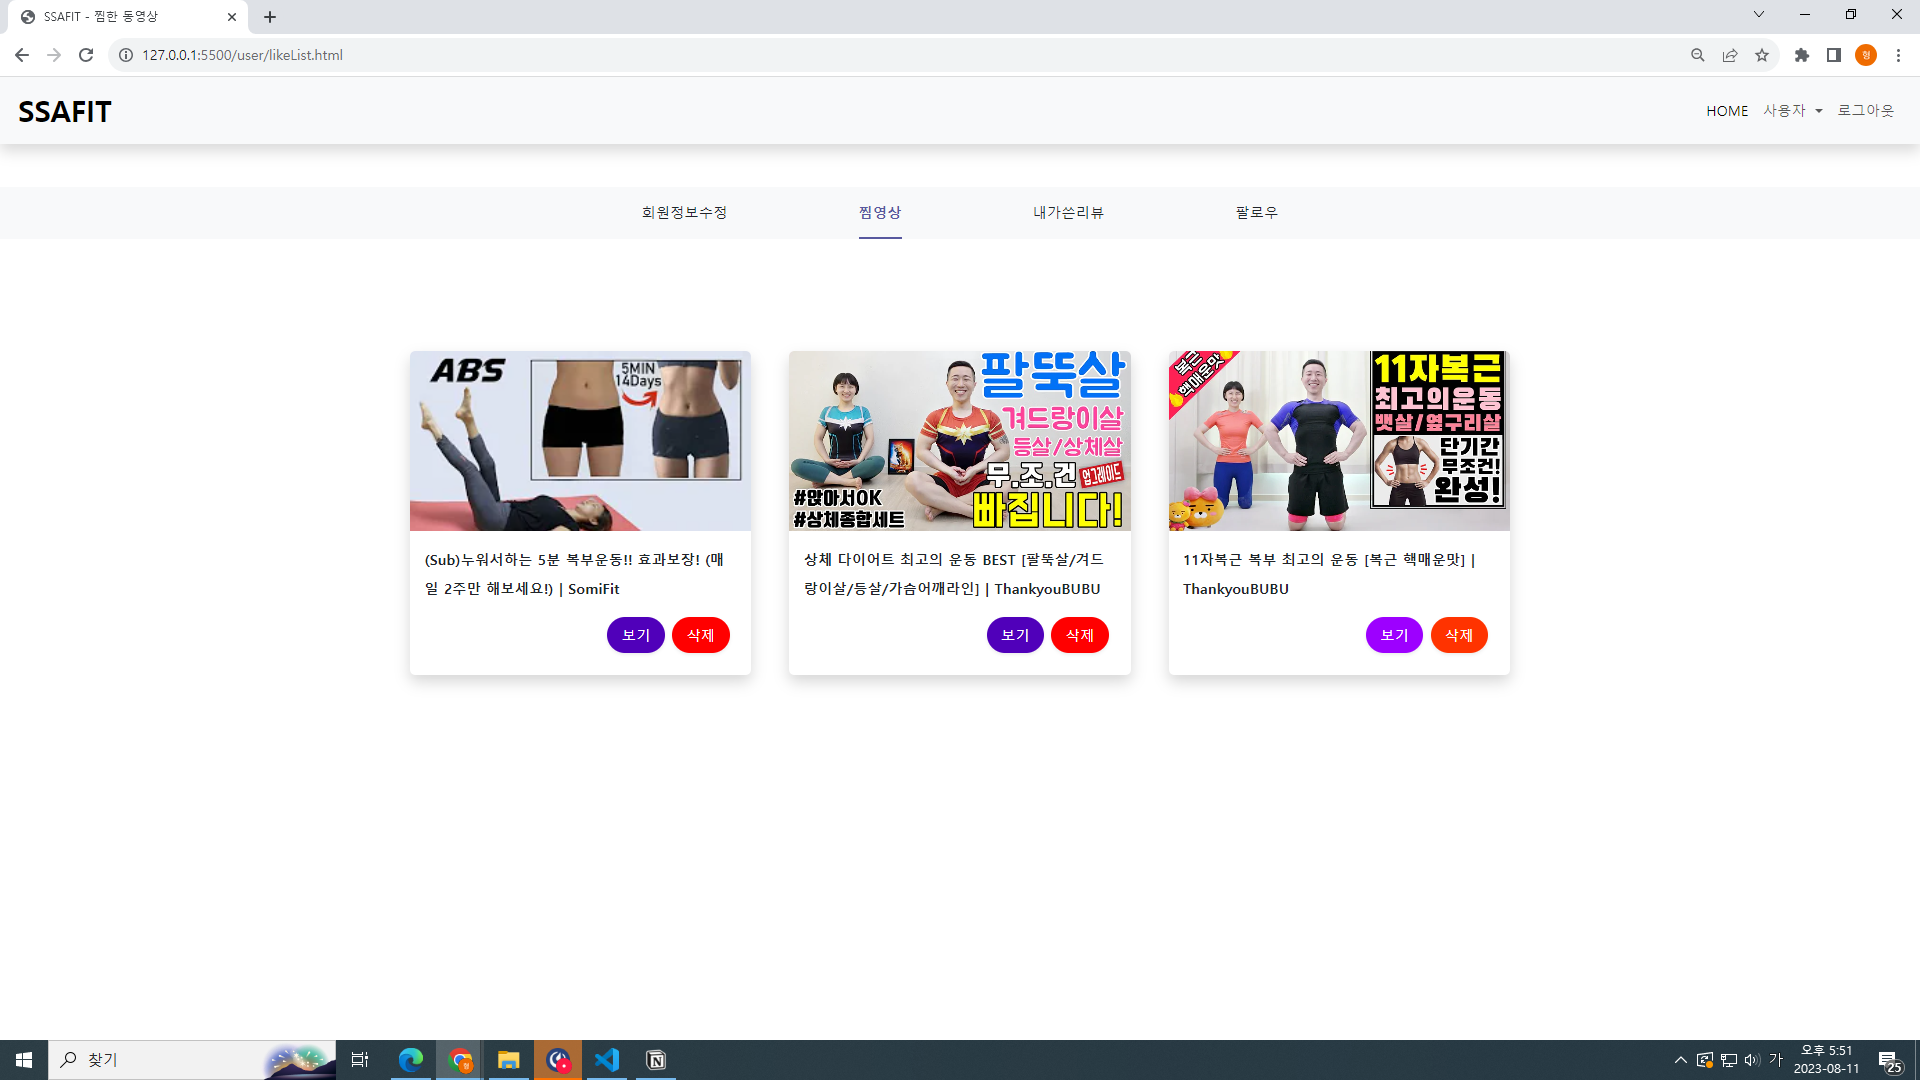 SSAFIT - 찜한 동영상
127.0.0.1:5500/user/likeList.html
형
SSAFIT
HOME 사용자 로그아웃
회원정보수정 찜영상 내가쓴리뷰 팔로우
ABS
5MIN
14Days
팔뚝살
겨드랑이살
등살/상체살
무.조.건 업그레이드
빠집니다!
#앉아서OK
#상체종합세트
복근
핵매운맛
11자복근
최고의운동
뱃살/옆구리살
단기간
무조건!
완성!
(Sub)누워서하는 5분 복부운동!! 효과보장! (매
일 2주만 해보세요!) | SomiFit
보기 삭제
상체 다이어트 최고의 운동 BEST [팔뚝살/겨드
랑이살/등살/가슴어깨라인] | ThankyouBUBU
보기 삭제
11자복근 복부 최고의 운동 [복근 핵매운맛] |
ThankyouBUBU
보기 삭제
찾기
형
가
오후 5:51
2023-08-11
25